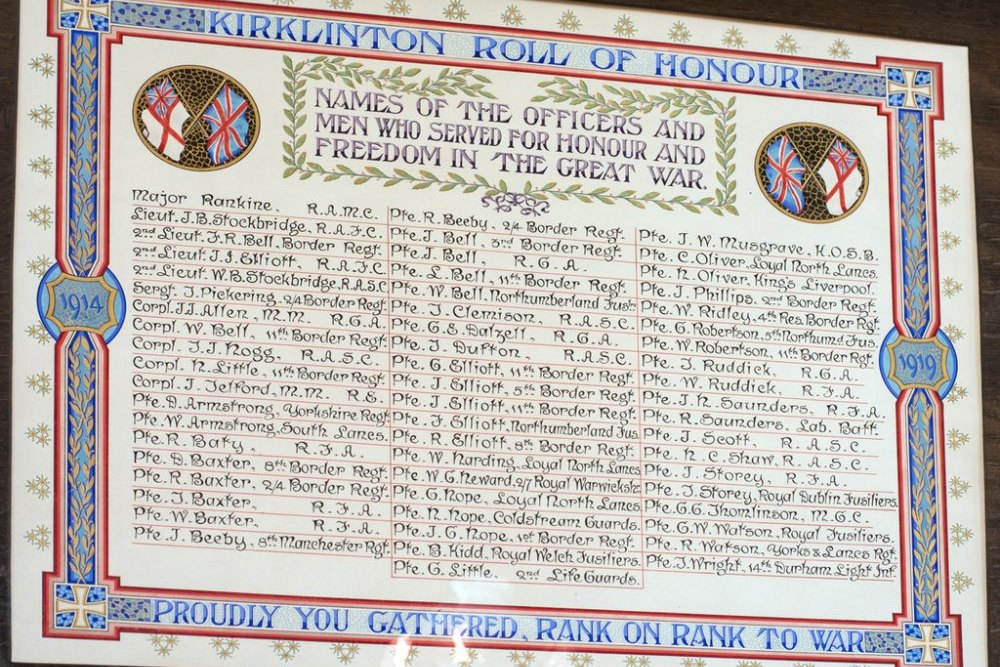 KIRKLINTON ROLL OF HONOUR
NAMES OF THE OFFICERS AND
MEN WHO SERVED FOR HONOUR AND
FREEDOM IN THE GREAT WAR.
1914
1919
Major Rankine, R.A.M.C.
Lieut. J.B. Stockbridge, R.A.F.C.
2nd Lieut. F.R. Bell, Border Regt.
2nd Lieut. J.J. Elliott, R.A.F.C.
2nd Lieut. W.B. Stockbridge, R.A.S.C
Sergt. J. Pickering, 2/4 Border Regt
Corpl. J.J. Allen, M.M. R.G.A.
Corpl. W. Bell, 11th Border Regt.
Corpl. J.J. Hogg, R.A.S.C.
Corpl. H. Little, 11th Border Regt.
Corpl. J. Telford, M.M. R.E.
Pte. D. Armstrong, Yorkshire Regt.
Pte. W. Armstrong, South Lancs.
Pte. R. Baty, R.F.A.
Pte. D. Baxter, 5th Border Regt.
Pte. R. Baxter, 2/4 Border Regt.
Pte. J. Baxter, R.F.A.
Pte. W. Baxter, R.F.A.
Pte. J. Beeby, 8th Manchester Rgt.
Pte. R. Beeby, 2/4 Border Regt.
Pte. J. Bell, 3rd Border Regt.
Pte. J. Bell, R.G.A.
Pte. L. Bell, 11th Border Regt.
Pte. W. Bell, Northumberland Fusrs
Pte. J. Clemison, R.A.S.C.
Pte. G.S. Dalzell, R.G.A.
Pte. J. Dutton, R.A.S.C.
Pte. G. Elliott, 11th Border Regt.
Pte. J. Elliott, 5th Border Regt.
Pte. J. Elliott, 11th Border Regt.
Pte. F. Elliott, Northumberland Fus.
Pte. R. Elliott, 8th Border Regt.
Pte. W. Harding, Loyal North Lancs
Pte. W.G. Heward, 2/7 Royal Warwicksh:
Pte. G. Hope, Loyal North Lancs.
Pte. H. Hope, Coldstream Guards.
Pte. J.G. Hope, 1st Border Regt.
Pte. B. Kidd, Royal Welch Fusiliers.
Pte. G. Little, 2nd Life Guards.
Pte. J.W. Musgrave, K.O.S.B.
Pte. C. Oliver, Loyal North Lancs.
Pte. H. Oliver, King's Liverpool.
Pte. J. Phillips, 2nd Border Regt.
Pte. W. Ridley, 4th Res. Border Rgt.
Pte. G. Robertson, 5th Northumd Fus.
Pte. W. Robertson, 11th Border Rgt.
Pte. J. Ruddick, R.G.A.
Pte. W. Ruddick, R.F.A.
Pte. J.H. Saunders, R.F.A.
Pte. R. Saunders, Lab. Batt.
Pte. J. Scott, R.A.S.C.
Pte. H.C. Shaw, R.A.S.C.
Pte. J. Storey, R.F.A.
Pte. J. Storey, Royal Dublin Fusiliers
Pte. G.G. Thomlinson, M.G.C.
Pte. G.W. Watson, Royal Fusiliers.
Pte. R. Watson, Yorks & Lancs Rgt.
Pte. J. Wright, 14th Durham Light Inf.
PROUDLY YOU GATHERED, RANK ON RANK TO WAR